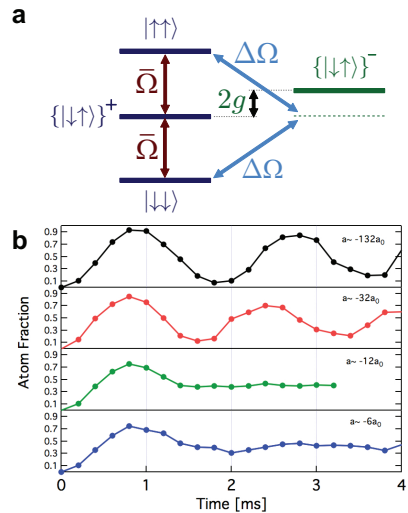 a
|↑↑⟩
ΔΩ
Ω̄
{|↓↑⟩}⁻
{|↓↑⟩}⁺
2g
Ω̄
ΔΩ
|↓↓⟩
b
0.9
0.7
0.5
0.3
0.1
a~ -132a₀
0.9
0.7
0.5
0.3
0.1
a~ -32a₀
0.9
0.7
0.5
0.3
0.1
a~ -12a₀
0.9
0.7
0.5
0.3
0.1
a~ -6a₀
Atom Fraction
0 1 2 3 4
Time [ms]